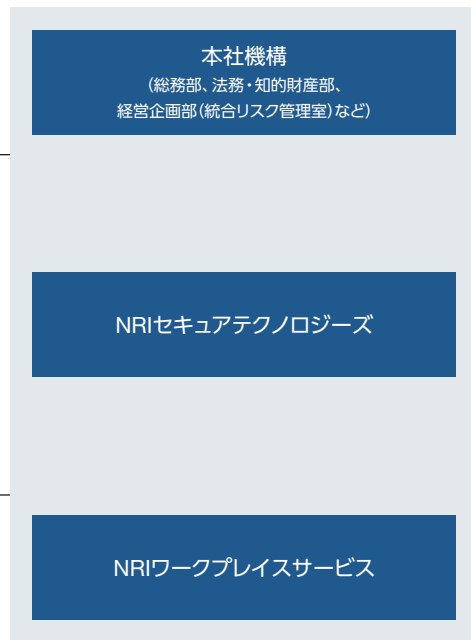 本社機構
(総務部、法務・知的財産部、
経営企画部(統合リスク管理室)など)
NRIセキュアテクノロジーズ
NRIワークプレイスサービス